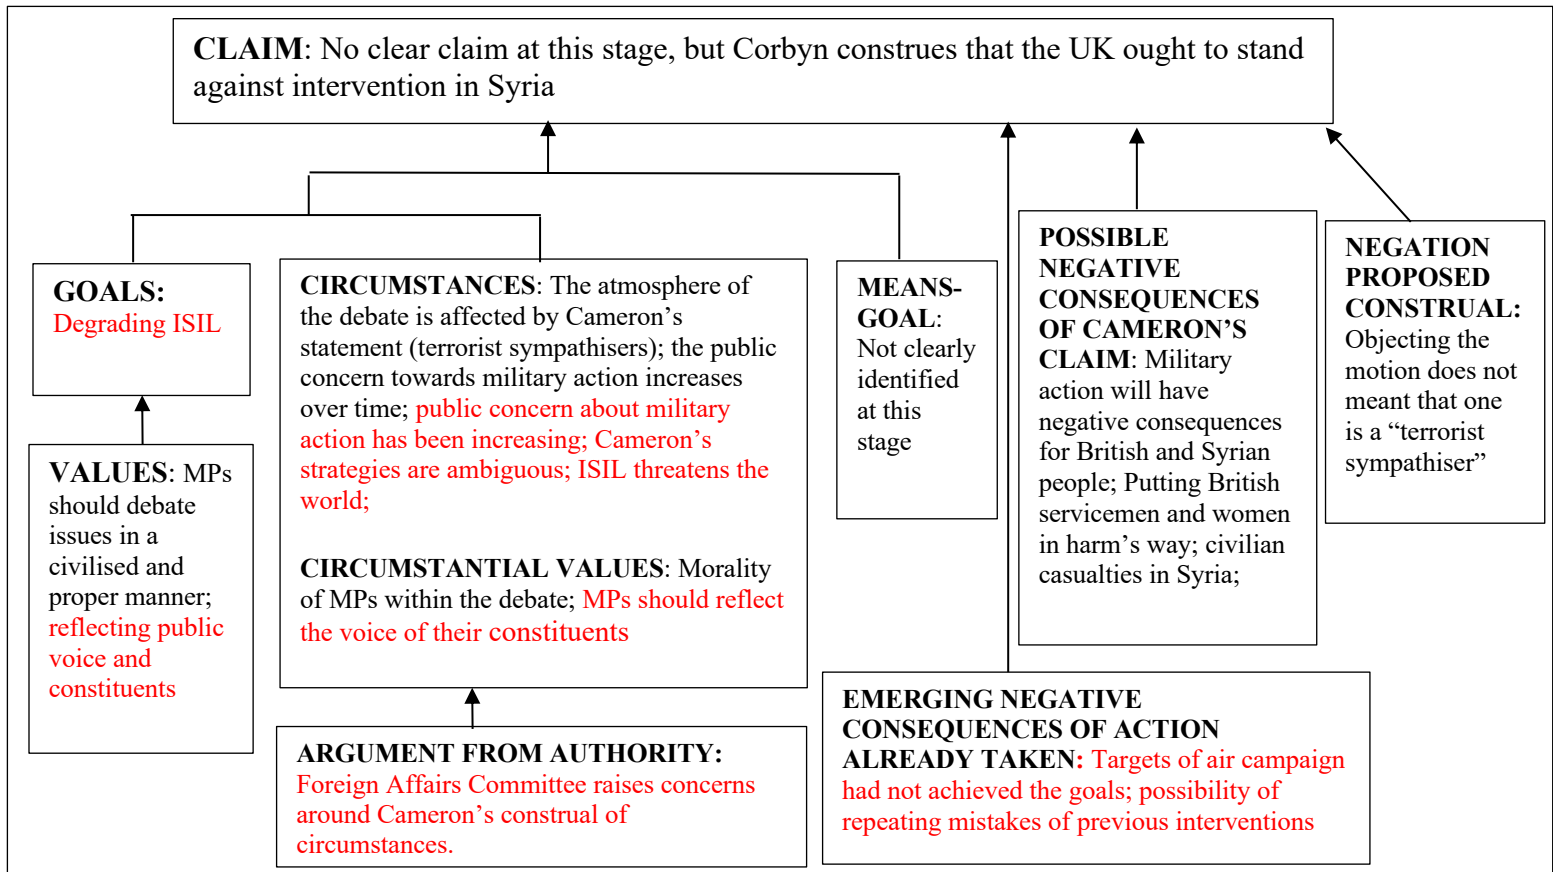 CLAIM: No clear claim at this stage, but Corbyn construes that the UK ought to stand
against intervention in Syria
GOALS:
Degrading ISIL
VALUES: MPs
should debate
issues in a
civilised and
proper manner;
reflecting public
voice and
constituents
CIRCUMSTANCES: The atmosphere of
the debate is affected by Cameron’s
statement (terrorist sympathisers); the public
concern towards military action increases
over time; public concern about military
action has been increasing; Cameron’s
strategies are ambiguous; ISIL threatens the
world;
CIRCUMSTANTIAL VALUES: Morality
of MPs within the debate; MPs should reflect
the voice of their constituents
ARGUMENT FROM AUTHORITY:
Foreign Affairs Committee raises concerns
around Cameron’s construal of
circumstances.
MEANS-
GOAL:
Not clearly
identified
at this
stage
POSSIBLE
NEGATIVE
CONSEQUENCES
OF CAMERON’S
CLAIM: Military
action will have
negative consequences
for British and Syrian
people; Putting British
servicemen and women
in harm’s way; civilian
casualties in Syria;
NEGATION
PROPOSED
CONSTRUAL:
Objecting the
motion does not
meant that one
is a “terrorist
sympathiser”
EMERGING NEGATIVE
CONSEQUENCES OF ACTION
ALREADY TAKEN: Targets of air campaign
had not achieved the goals; possibility of
repeating mistakes of previous interventions